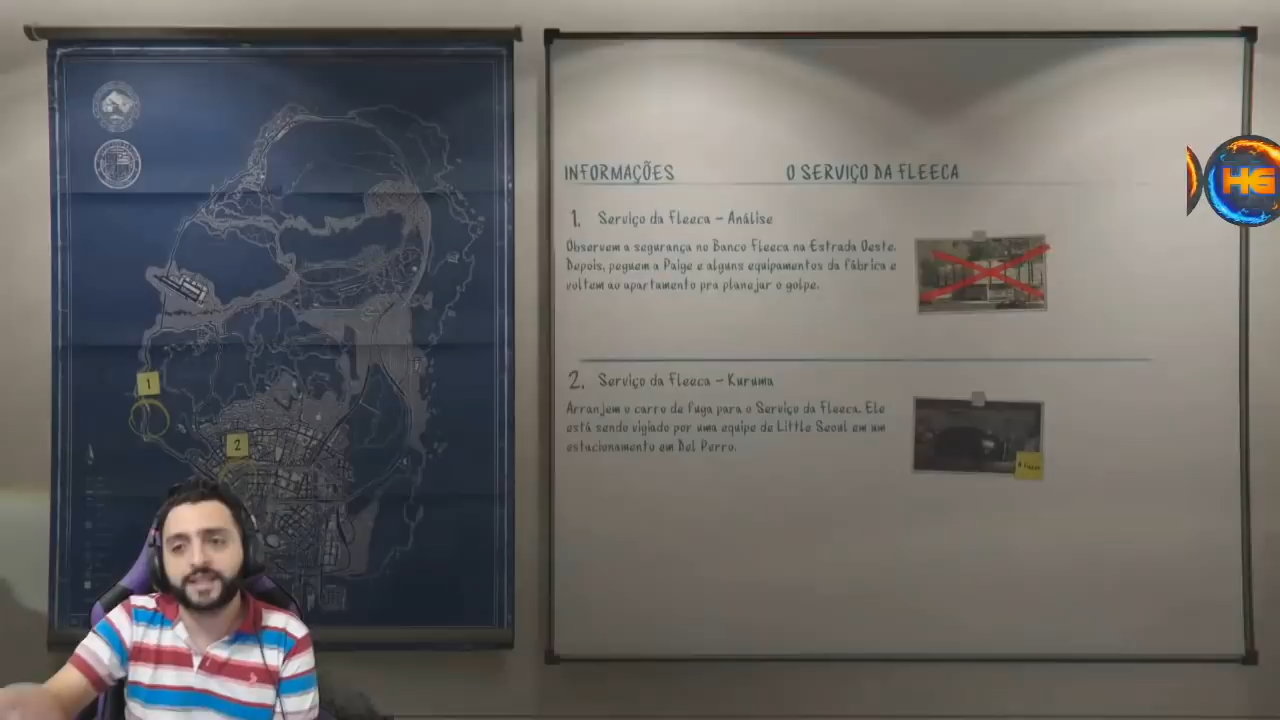 INFORMAÇÕES
O SERVIÇO DA FLEECA
1. Serviço da Fleeca - Análise
Observem a segurança no Banco Fleeca na Estrada Oeste.
Depois, peguem a Paige e alguns equipamentos da fábrica e
voltem ao apartamento pra planejar o golpe.
2. Serviço da Fleeca - Kuruma
Arranjem o carro de fuga para o Serviço da Fleeca. Ele
está sendo vigiado por uma equipe de Little Seoul em um
estacionamento em Del Perro.
1
2
HG